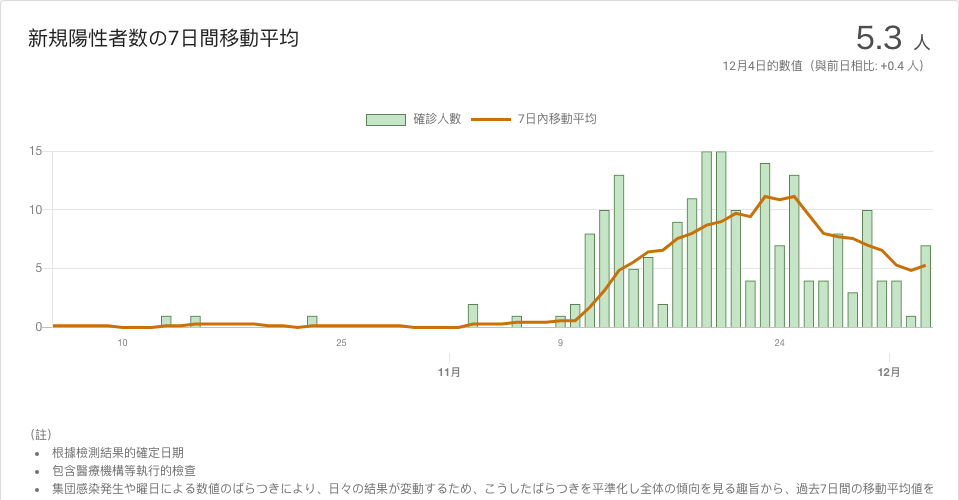 新規陽性者数の7日間移動平均
5.3 人
12月4日的數值（與前日相比: +0.4 人）
確診人數 7日內移動平均
15
10
5
0
10 25 9 24
11月 12月
（註）
• 根據檢測結果的確定日期
• 包含醫療機構等執行的檢查
• 集団感染発生や曜日による数値のばらつきにより、日々の結果が変動するため、こうしたばらつきを平準化し全体の傾向を見る趣旨から、過去7日間の移動平均値を